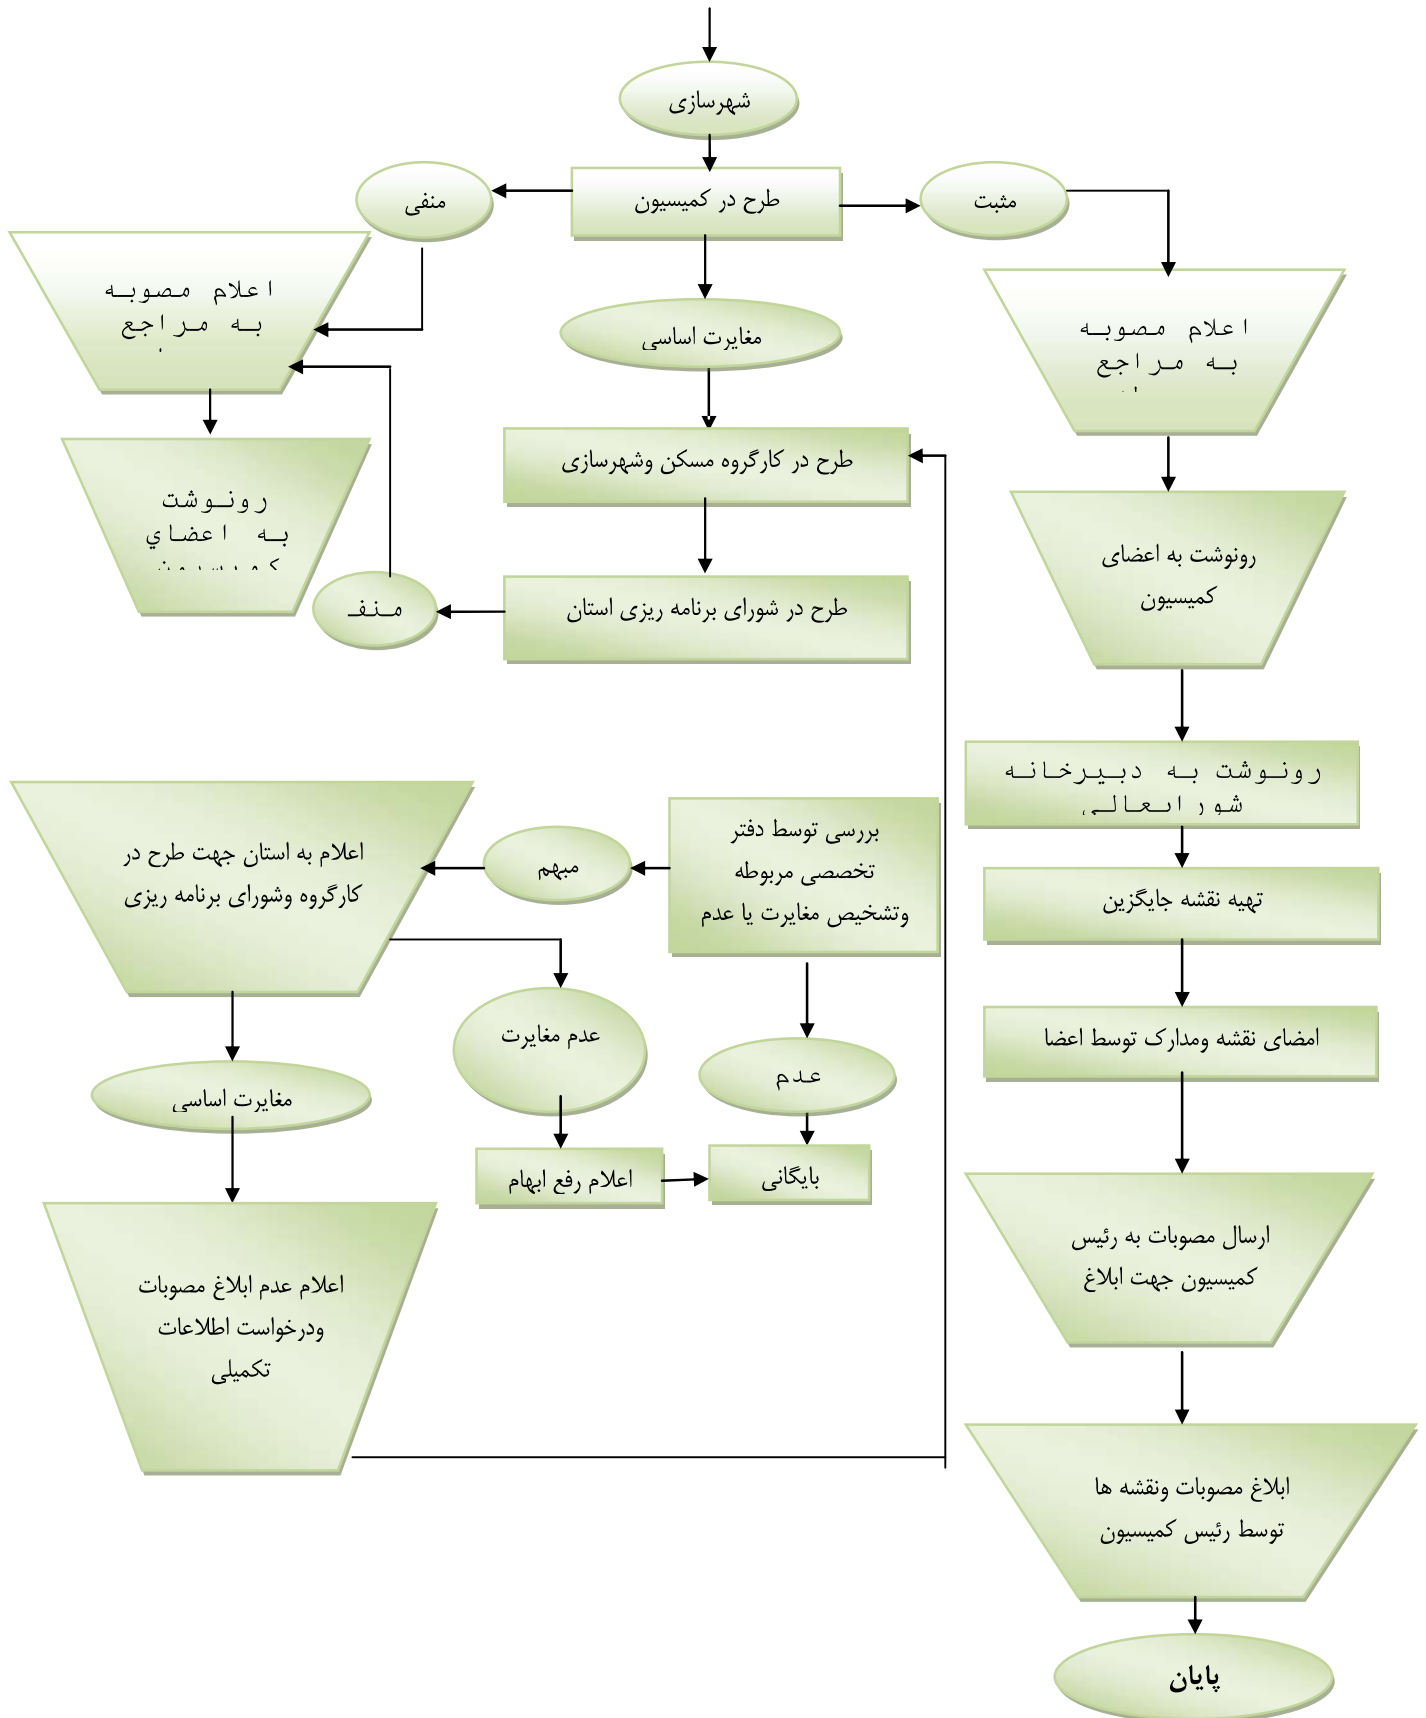 شهرسازی
مثبت
طرح در کمیسیون
منفی
اعلام مصوبه
به مراجع
اعلام مصوبه
به مراجع
مغایرت اساسی
طرح در کارگروه مسکن وشهرسازی
رونوشت
به اعضاي
رونوشت به اعضای
کمیسیون
طرح در شورای برنامه ریزی استان
منفـ
رونوشت به دبیرخانه
شورایعالی
بررسی توسط دفتر
تخصصی مربوطه
وتشخیص مغایرت یا عدم
مبهم
اعلام به استان جهت طرح در
کارگروه وشورای برنامه ریزی
تهیه نقشه جایگزین
امضای نقشه ومدارک توسط اعضا
عدم مغایرت
عدم
مغایرت اساسی
بایگانی
اعلام رفع ابهام
ارسال مصوبات به رئیس
کمیسیون جهت ابلاغ
اعلام عدم ابلاغ مصوبات
ودرخواست اطلاعات
تکمیلی
ابلاغ مصوبات ونقشه ها
توسط رئیس کمیسیون
پایان